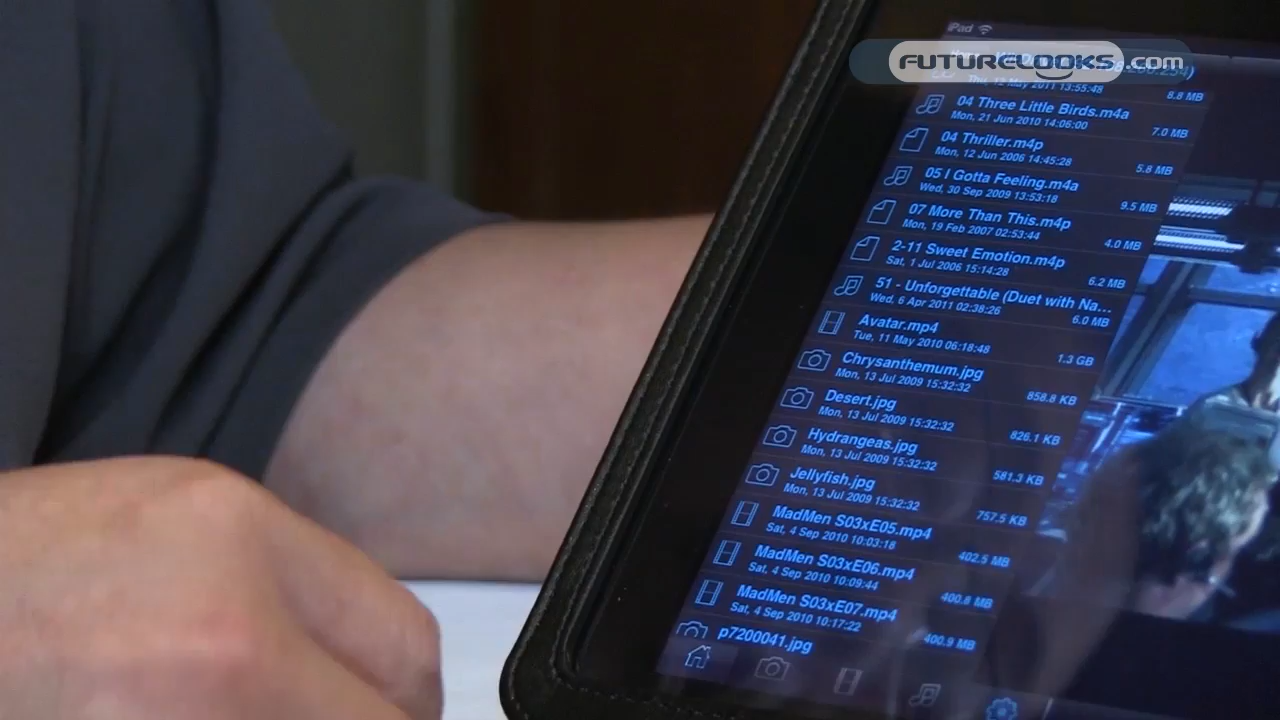 iPad
FUTURELOOKS.com
Thu, 12 May 2011 13:55:48
8.8 MB
04 Three Little Birds.m4a
Mon, 21 Jun 2010 14:06:00
7.0 MB
04 Thriller.m4p
Mon, 12 Jun 2006 14:45:28
5.8 MB
05 I Gotta Feeling.m4a
Wed, 30 Sep 2009 13:53:18
9.5 MB
07 More Than This.m4p
Mon, 19 Feb 2007 02:53:44
4.0 MB
2-11 Sweet Emotion.m4p
Sat, 1 Jul 2006 15:14:28
6.2 MB
51 - Unforgettable (Duet with Na...
Wed, 6 Apr 2011 02:38:26
6.0 MB
Avatar.mp4
Tue, 11 May 2010 06:18:48
1.3 GB
Chrysanthemum.jpg
Mon, 13 Jul 2009 15:32:32
858.8 KB
Desert.jpg
Mon, 13 Jul 2009 15:32:32
826.1 KB
Hydrangeas.jpg
Mon, 13 Jul 2009 15:32:32
581.3 KB
Jellyfish.jpg
Mon, 13 Jul 2009 15:32:32
757.5 KB
MadMen S03xE05.mp4
Sat, 4 Sep 2010 10:03:18
402.5 MB
MadMen S03xE06.mp4
Sat, 4 Sep 2010 10:09:44
400.8 MB
MadMen S03xE07.mp4
Sat, 4 Sep 2010 10:17:22
400.9 MB
p7200041.jpg